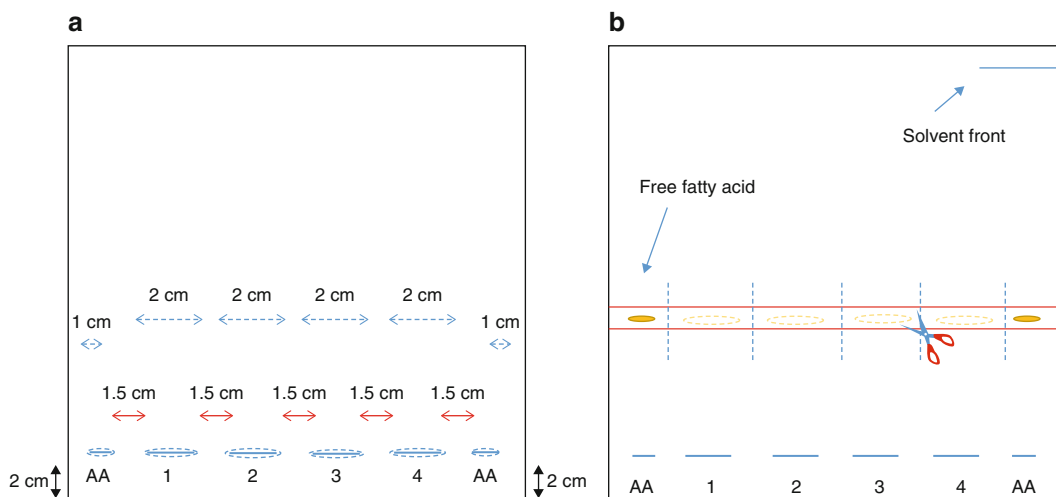 a
2 cm 2 cm 2 cm 2 cm
1 cm 1 cm
1.5 cm 1.5 cm 1.5 cm 1.5 cm 1.5 cm
2 cm AA 1 2 3 4 AA 2 cm
b
Solvent front
Free fatty acid
AA 1 2 3 4 AA